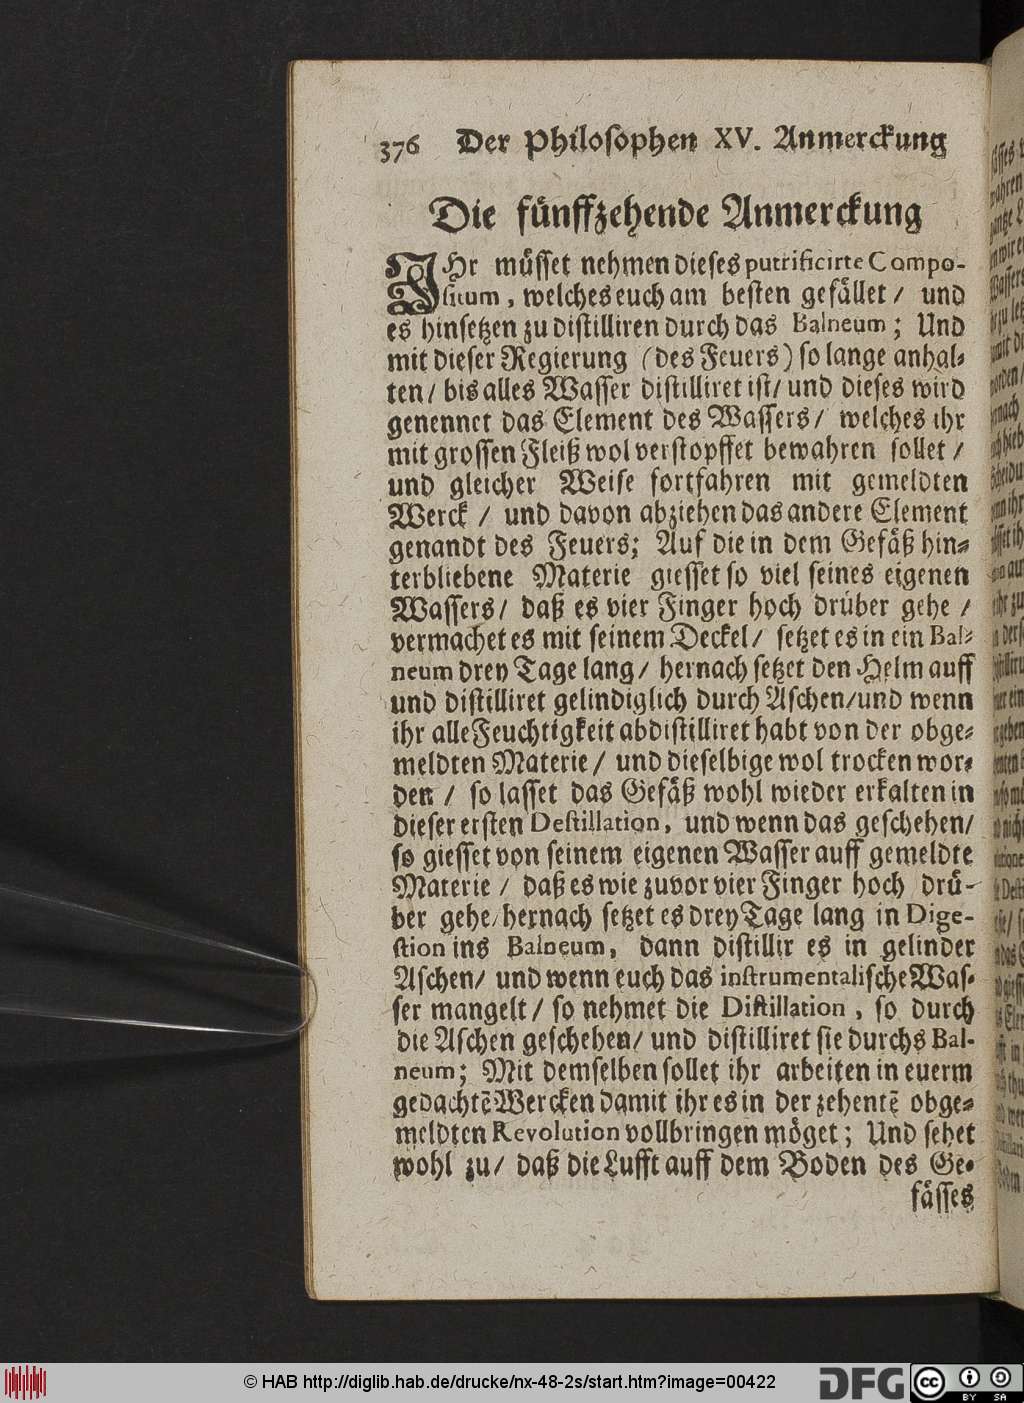 376 Der Philosophen XV. Anmerckung
Die fünffzehende Anmerckung
IHr müsset nehmen dieses putrificirte Compo-
situm, welches euch am besten gefället / und
es hinsetzen zu distilliren durch das Balneum; Und
mit dieser Regierung (des Feuers) so lange anhal-
ten / bis alles Wasser distilliret ist / und dieses wird
genennet das Element des Wassers / welches ihr
mit grossen Fleiß wol verstopffet bewahren sollet /
und gleicher Weise fortfahren mit gemeldten
Werck / und davon abziehen das andere Element
genandt des Feuers; Auf die in dem Gefäß hin-
terbliebene Materie giesset so viel seines eigenen
Wassers / daß es vier Finger hoch drüber gehe /
vermachet es mit seinem Deckel / setzet es in ein Bal-
neum drey Tage lang / hernach setzet den Helm auff
und distilliret gelindiglich durch Aschen / und wenn
ihr alle Feuchtigkeit abdistilliret habt von der obge-
meldten Materie / und dieselbige wol trocken wor-
den / so lasset das Gefäß wohl wieder erkalten in
dieser ersten Destillation, und wenn das geschehen /
so giesset von seinem eigenen Wasser auff gemeldte
Materie / daß es wie zuvor vier Finger hoch drü-
ber gehe / hernach setzet es drey Tage lang in Dige-
stion ins Balneum, dann distillir es in gelinder
Aschen / und wenn euch das instrumentalische Was-
ser mangelt / so nehmet die Distillation, so durch
die Aschen geschehen / und distilliret sie durchs Bal-
neum; Mit demselben sollet ihr arbeiten in euerm
gedachtē Wercken damit ihr es in der zehentē obge-
meldten Revolution vollbringen möget; Und sehet
wohl zu / daß die Lufft auff dem Boden des Ge-
fässes
© HAB http://diglib.hab.de/drucke/nx-48-2s/start.htm?image=00422
DFG
cc BY SA